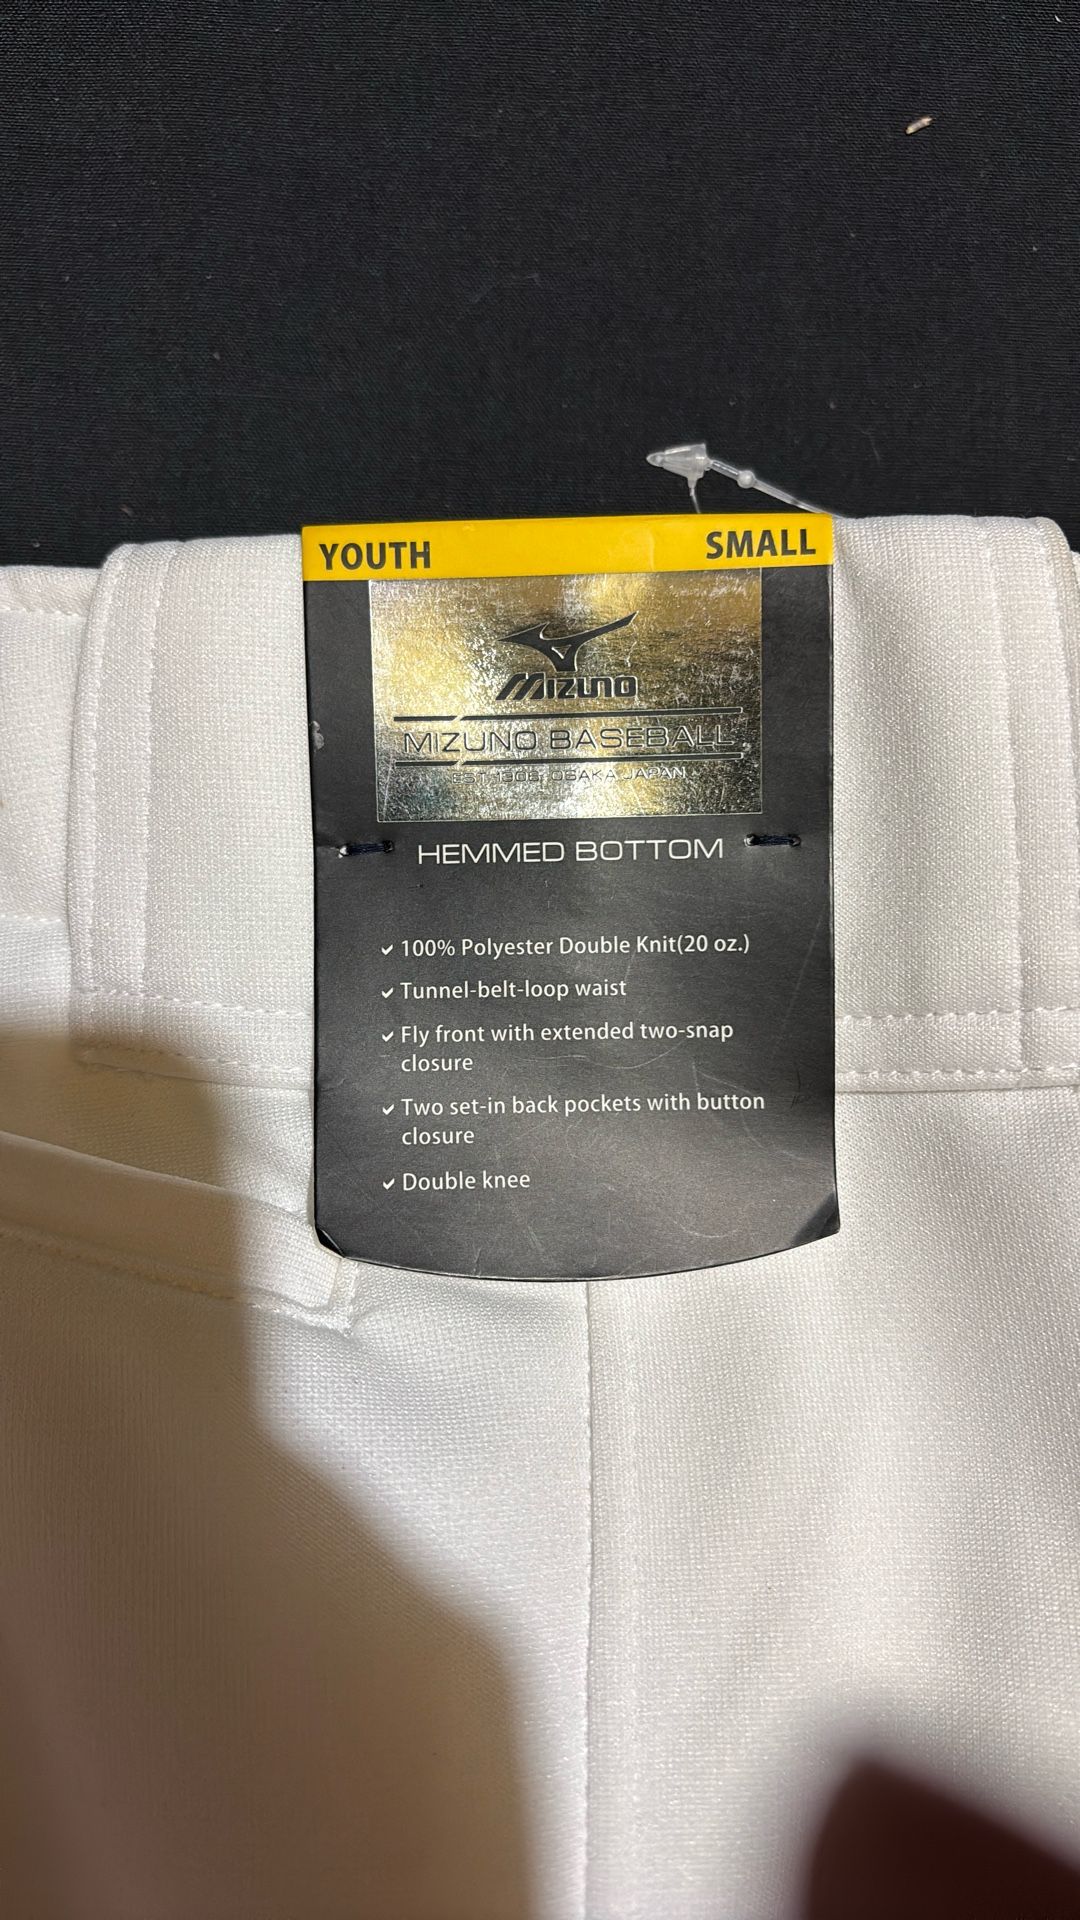 YOUTH SMALL
MIZUNO
MIZUNO BASEBALL
EST. 1906, OSAKA JAPAN
HEMMED BOTTOM
✓ 100% Polyester Double Knit(20 oz.)
✓ Tunnel-belt-loop waist
✓ Fly front with extended two-snap
closure
✓ Two set-in back pockets with button
closure
✓ Double knee